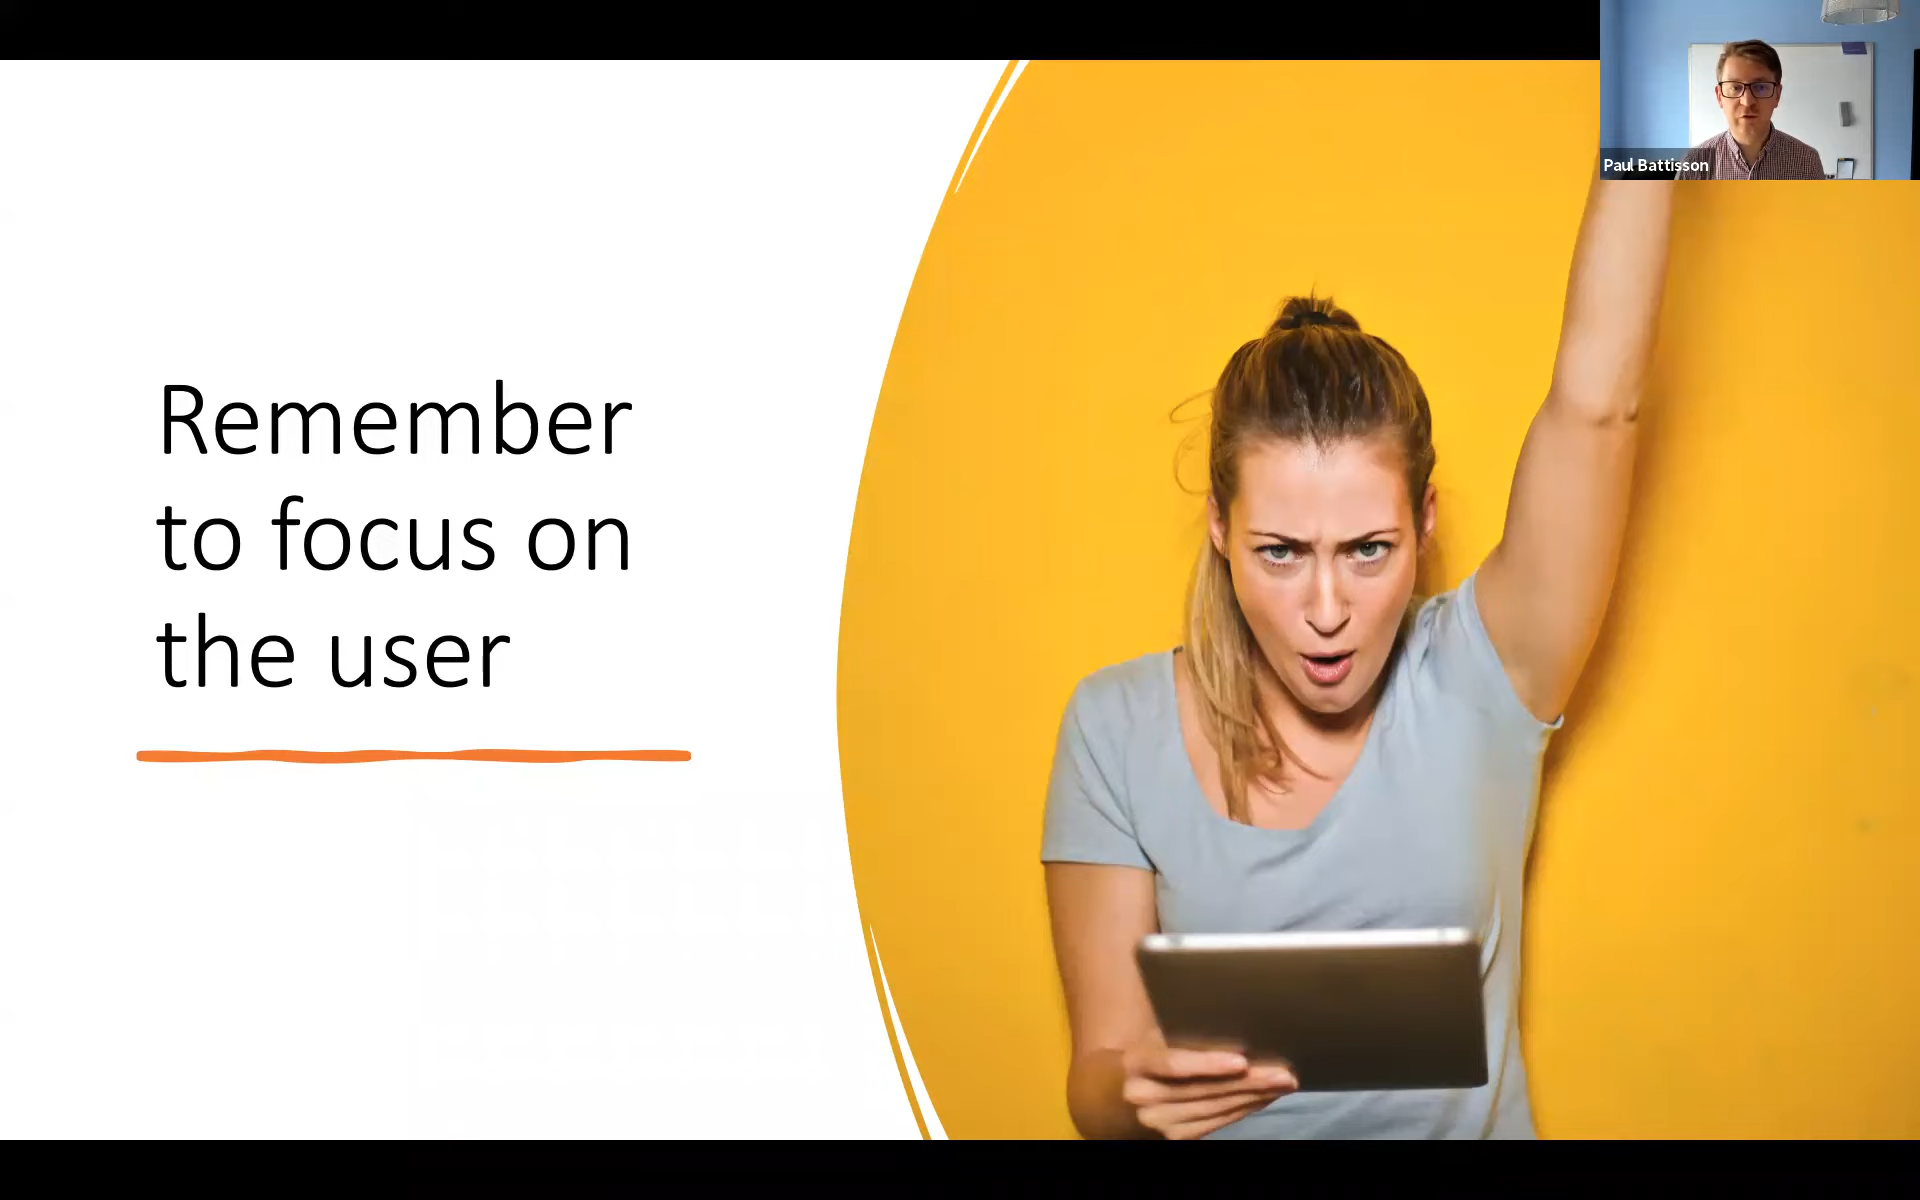 Remember
to focus on
the user
Paul Battisson